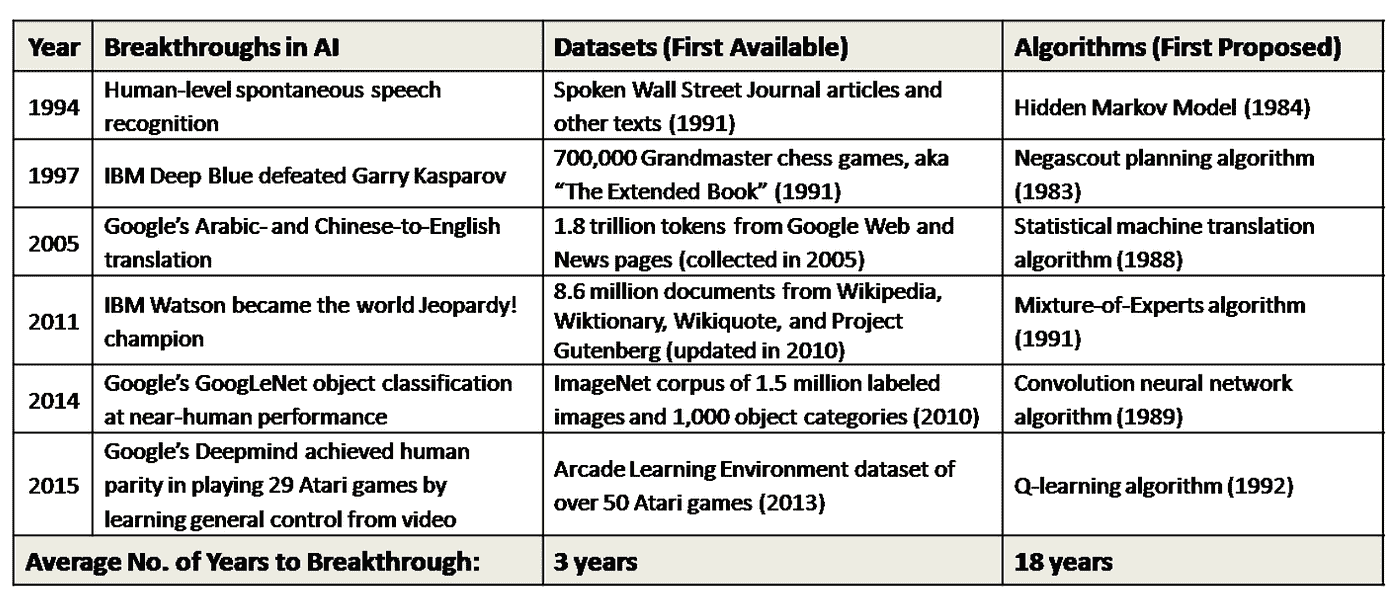 Year Breakthroughs in AI Datasets (First Available) Algorithms (First Proposed)
1994
Human-level spontaneous speech
recognition
Spoken Wall Street Journal articles and
other texts (1991)
Hidden Markov Model (1984)
1997
IBM Deep Blue defeated Garry Kasparov
700,000 Grandmaster chess games, aka
“The Extended Book” (1991)
Negascout planning algorithm
(1983)
2005
Google’s Arabic- and Chinese-to-English
translation
1.8 trillion tokens from Google Web and
News pages (collected in 2005)
Statistical machine translation
algorithm (1988)
2011
IBM Watson became the world Jeopardy!
champion
8.6 million documents from Wikipedia,
Wiktionary, Wikiquote, and Project
Gutenberg (updated in 2010)
Mixture-of-Experts algorithm
(1991)
2014
Google’s GoogLeNet object classification
at near-human performance
ImageNet corpus of 1.5 million labeled
images and 1,000 object categories (2010)
Convolution neural network
algorithm (1989)
2015
Google’s Deepmind achieved human
parity in playing 29 Atari games by
learning general control from video
Arcade Learning Environment dataset of
over 50 Atari games (2013)
Q-learning algorithm (1992)
Average No. of Years to Breakthrough: 3 years 18 years